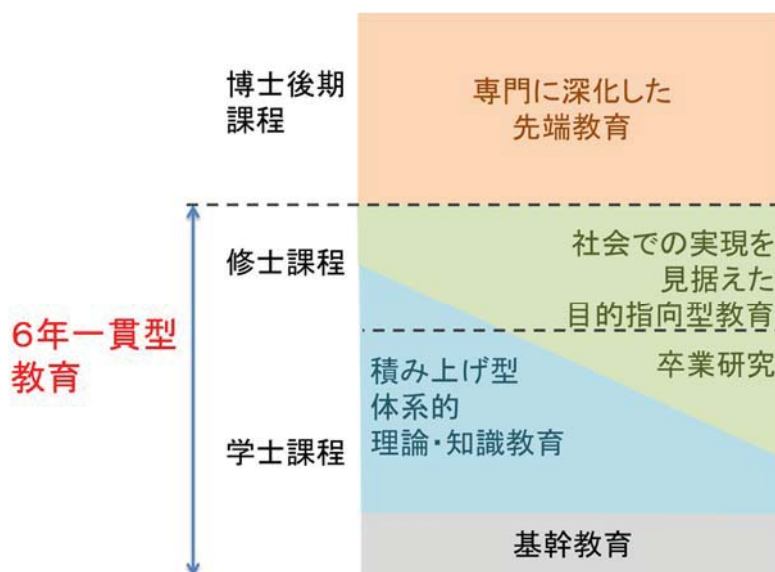 博士後期
課程
専門に深化した
先端教育
修士課程
社会での実現を
見据えた
目的指向型教育
6年一貫型
教育
積み上げ型
体系的
理論・知識教育
卒業研究
学士課程
基幹教育